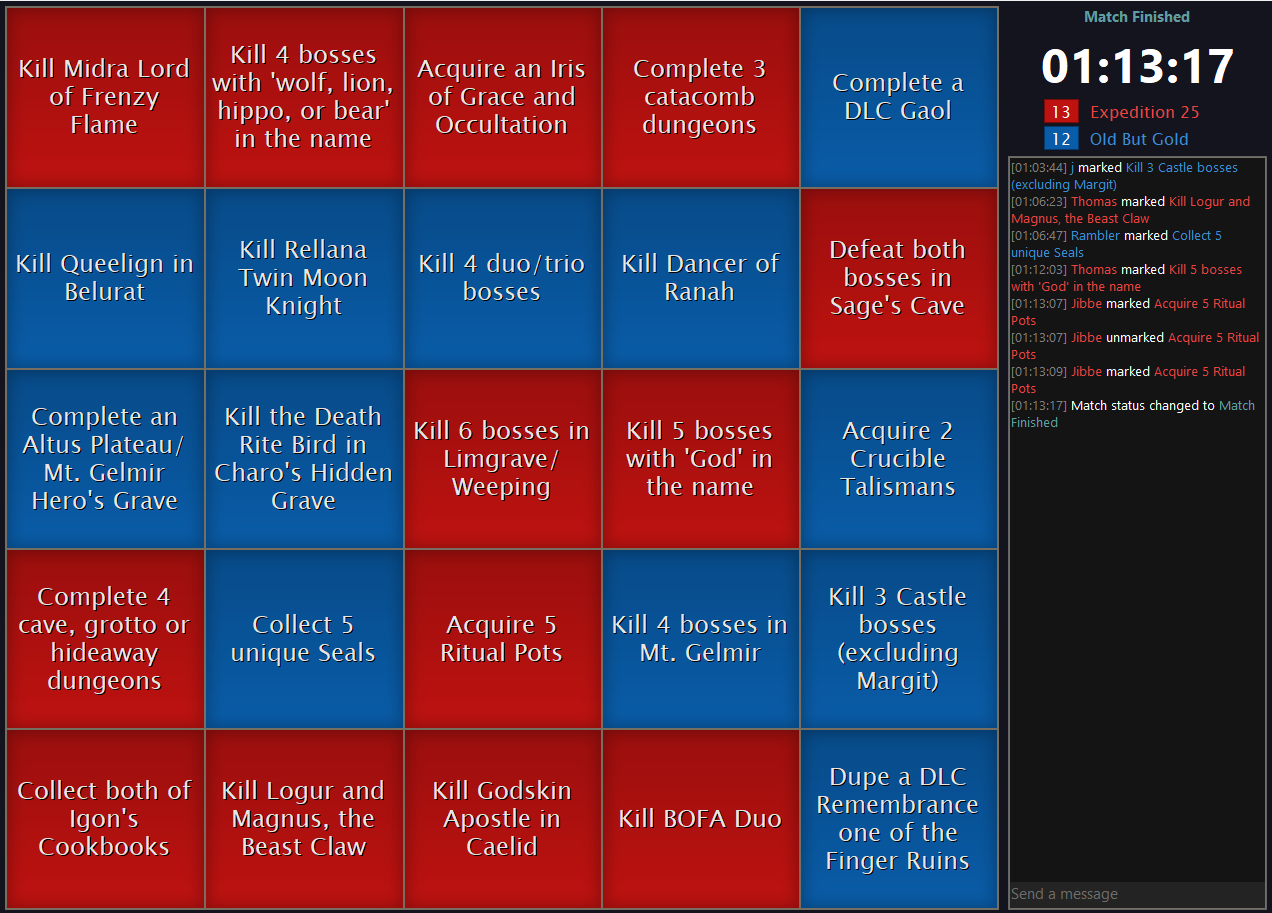 Kill Midra Lord
of Frenzy
Flame
Kill 4 bosses
with 'wolf, lion,
hippo, or bear'
in the name
Acquire an Iris
of Grace and
Occultation
Complete 3
catacomb
dungeons
Complete a
DLC Gaol
Kill Queelign in
Belurat
Kill Rellana
Twin Moon
Knight
Kill 4 duo/trio
bosses
Kill Dancer of
Ranah
Defeat both
bosses in
Sage's Cave
Complete an
Altus Plateau/
Mt. Gelmir
Hero's Grave
Kill the Death
Rite Bird in
Charo's Hidden
Grave
Kill 6 bosses in
Limgrave/
Weeping
Kill 5 bosses
with 'God' in
the name
Acquire 2
Crucible
Talismans
Complete 4
cave, grotto or
hideaway
dungeons
Collect 5
unique Seals
Acquire 5
Ritual Pots
Kill 4 bosses in
Mt. Gelmir
Kill 3 Castle
bosses
(excluding
Margit)
Collect both of
Igon's
Cookbooks
Kill Logur and
Magnus, the
Beast Claw
Kill Godskin
Apostle in
Caelid
Kill BOFA Duo
Dupe a DLC
Remembrance
one of the
Finger Ruins
Match Finished
01:13:17
13 Expedition 25
12 Old But Gold
[01:03:44] j marked Kill 3 Castle bosses
(excluding Margit)
[01:06:23] Thomas marked Kill Logur and
Magnus, the Beast Claw
[01:06:47] Rambler marked Collect 5
unique Seals
[01:12:03] Thomas marked Kill 5 bosses
with 'God' in the name
[01:13:07] Jibbe marked Acquire 5 Ritual
Pots
[01:13:07] Jibbe unmarked Acquire 5 Ritual
Pots
[01:13:09] Jibbe marked Acquire 5 Ritual
Pots
[01:13:17] Match status changed to Match
Finished
Send a message